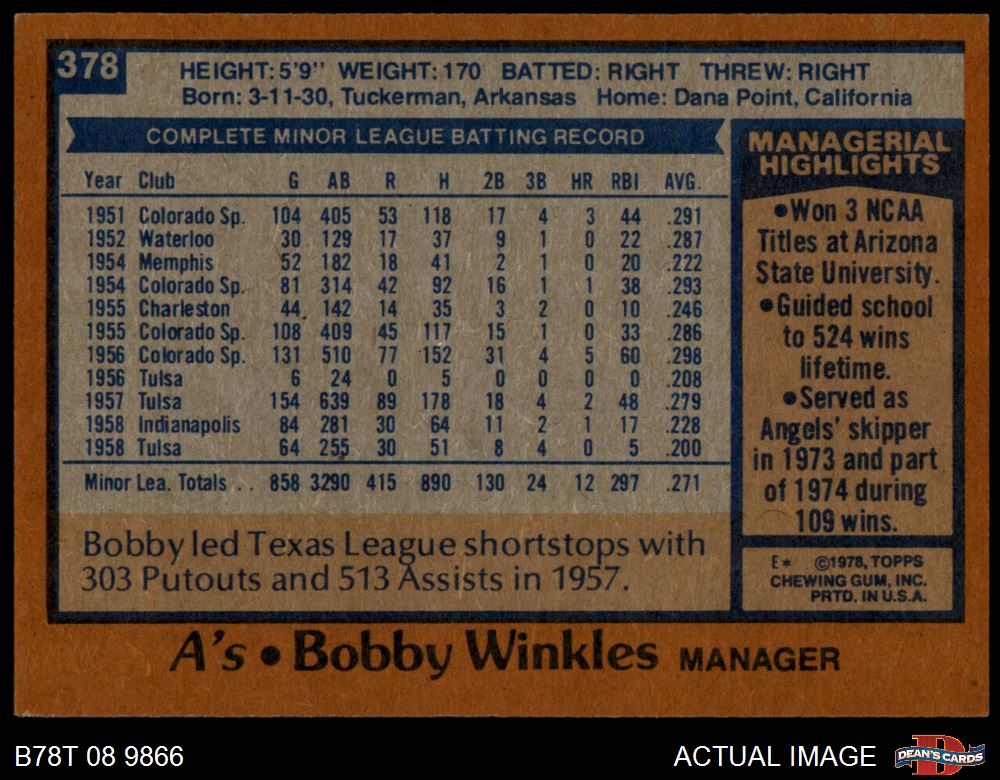 378
HEIGHT: 5'9" WEIGHT: 170 BATTED: RIGHT THREW: RIGHT
Born: 3-11-30, Tuckerman, Arkansas Home: Dana Point, California
COMPLETE MINOR LEAGUE BATTING RECORD
Year Club G AB R H 2B 3B HR RBI AVG.
1951 Colorado Sp. 104 405 53 118 17 4 3 44 .291
1952 Waterloo 30 129 17 37 9 1 0 22 .287
1954 Memphis 52 182 18 41 2 1 0 20 .222
1954 Colorado Sp. 81 314 42 92 16 1 1 38 .293
1955 Charleston 44 142 14 35 3 2 0 10 .246
1955 Colorado Sp. 108 409 45 117 15 1 0 33 .286
1956 Colorado Sp. 131 510 77 152 31 4 5 60 .298
1956 Tulsa 6 24 0 5 0 0 0 0 .208
1957 Tulsa 154 639 89 178 18 4 2 48 .279
1958 Indianapolis 84 281 30 64 11 2 1 17 .228
1958 Tulsa 64 255 30 51 8 4 0 5 .200
Minor Lea. Totals . . 858 3290 415 890 130 24 12 297 .271
Bobby led Texas League shortstops with
303 Putouts and 513 Assists in 1957.
MANAGERIAL
HIGHLIGHTS
•Won 3 NCAA
Titles at Arizona
State University.
•Guided school
to 524 wins
lifetime.
•Served as
Angels' skipper
in 1973 and part
of 1974 during
109 wins.
E* ©1978, TOPPS
CHEWING GUM, INC.
PRTD. IN U.S.A.
A's • Bobby Winkles MANAGER
B78T 08 9866
ACTUAL IMAGE
DEAN'S CARDS